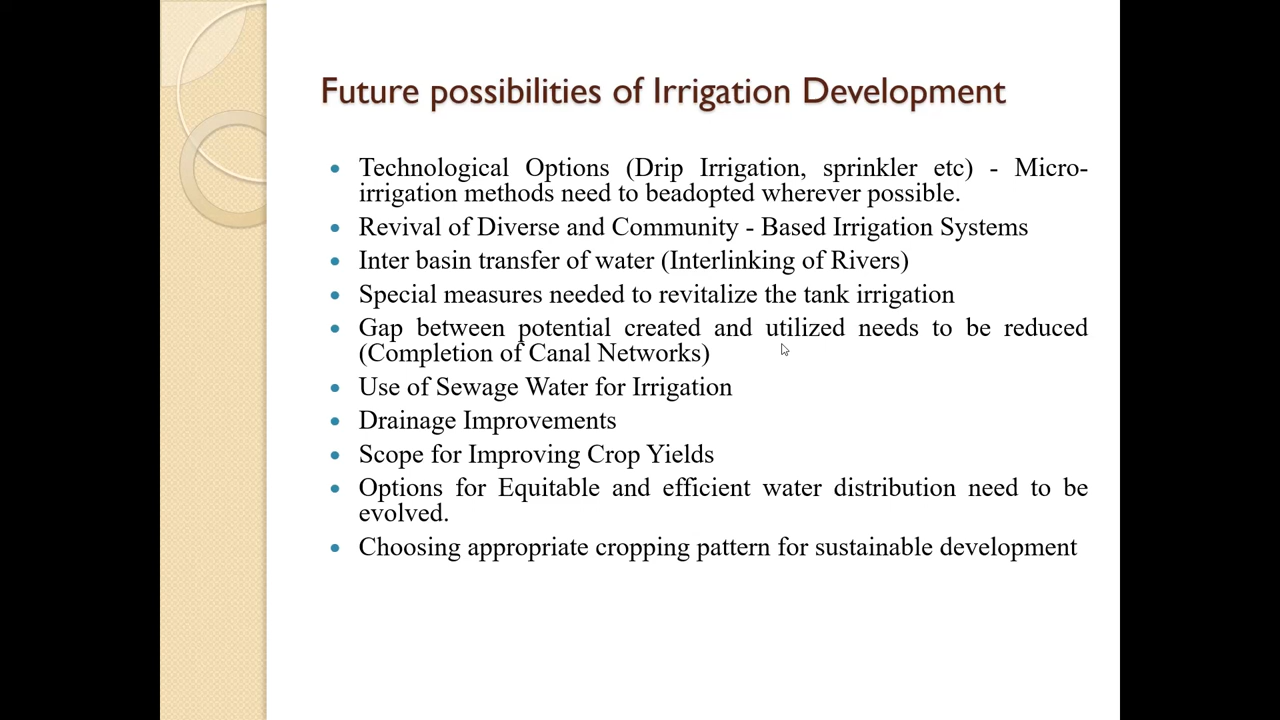 Future possibilities of Irrigation Development
• Technological Options (Drip Irrigation, sprinkler etc) - Micro-
irrigation methods need to beadopted wherever possible.
• Revival of Diverse and Community - Based Irrigation Systems
• Inter basin transfer of water (Interlinking of Rivers)
• Special measures needed to revitalize the tank irrigation
• Gap between potential created and utilized needs to be reduced
(Completion of Canal Networks)
• Use of Sewage Water for Irrigation
• Drainage Improvements
• Scope for Improving Crop Yields
• Options for Equitable and efficient water distribution need to be
evolved.
• Choosing appropriate cropping pattern for sustainable development